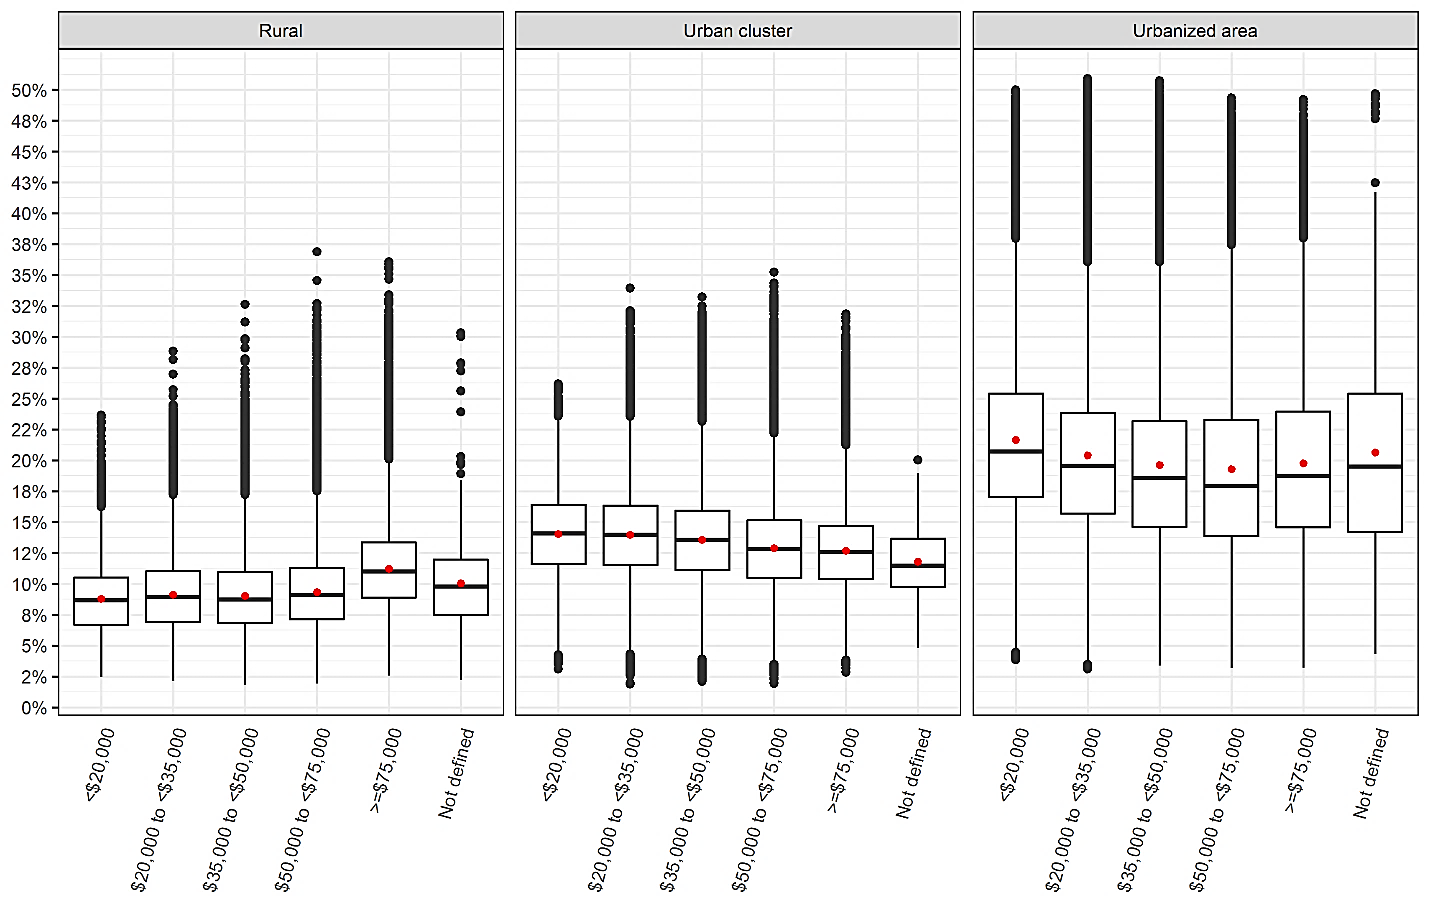 Rural
Urban cluster
Urbanized area
50%
48%
45%
43%
40%
38%
35%
32%
30%
28%
25%
22%
20%
18%
15%
12%
10%
8%
5%
2%
0%
<$20,000
$20,000 to <$35,000
$35,000 to <$50,000
$50,000 to <$75,000
>=$75,000
Not defined
<$20,000
$20,000 to <$35,000
$35,000 to <$50,000
$50,000 to <$75,000
>=$75,000
Not defined
<$20,000
$20,000 to <$35,000
$35,000 to <$50,000
$50,000 to <$75,000
>=$75,000
Not defined